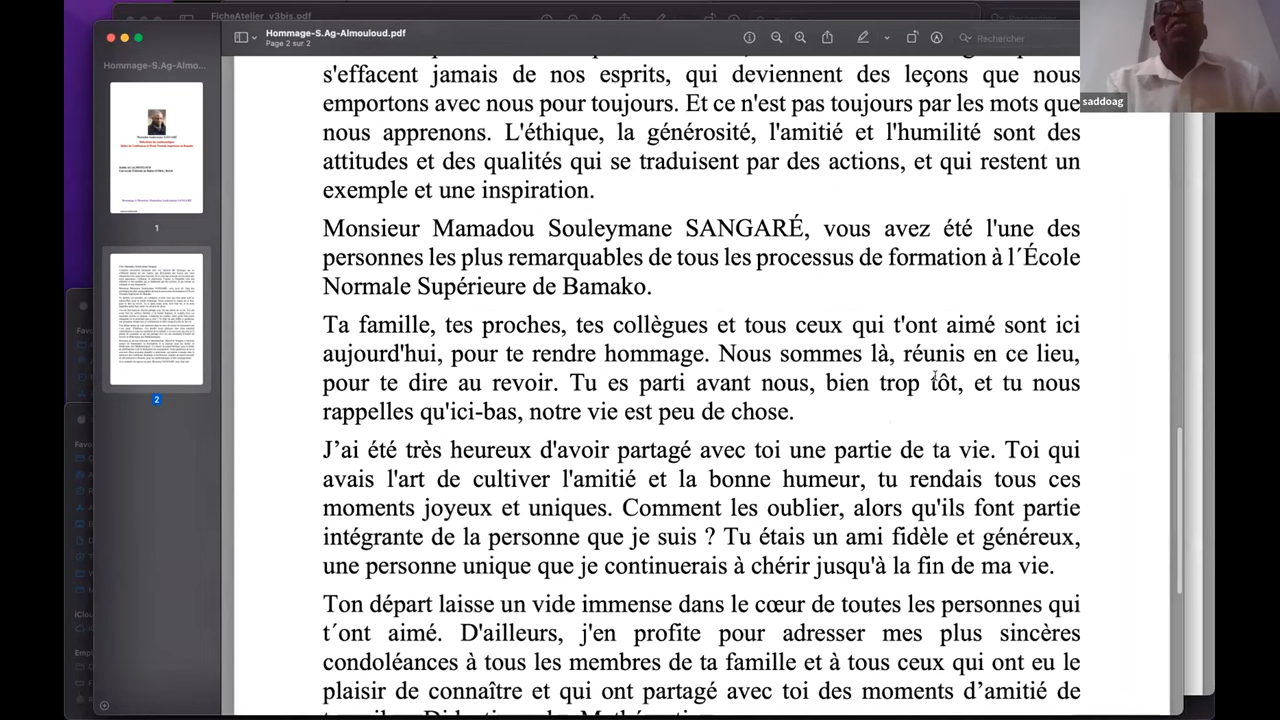 FicheAtelier_v3bis.pdf
Hommage-S.Ag-Almouloud.pdf
Page 2 sur 2
Rechercher
saddoag
Hommage-S.Ag-Almo...
1
2
s'effacent jamais de nos esprits, qui deviennent des leçons que nous
emportons avec nous pour toujours. Et ce n'est pas toujours par les mots que
nous apprenons. L'éthique, la générosité, l'amitié et l'humilité sont des
attitudes et des qualités qui se traduisent par des actions, et qui restent un
exemple et une inspiration.
Monsieur Mamadou Souleymane SANGARÉ, vous avez été l'une des
personnes les plus remarquables de tous les processus de formation à l´École
Normale Supérieure de Bamako.
Ta famille, tes proches, tes collègues et tous ceux qui t'ont aimé sont ici
aujourd'hui, pour te rendre hommage. Nous sommes là, réunis en ce lieu,
pour te dire au revoir. Tu es parti avant nous, bien trop tôt, et tu nous
rappelles qu'ici-bas, notre vie est peu de chose.
J’ai été très heureux d'avoir partagé avec toi une partie de ta vie. Toi qui
avais l'art de cultiver l'amitié et la bonne humeur, tu rendais tous ces
moments joyeux et uniques. Comment les oublier, alors qu'ils font partie
intégrante de la personne que je suis ? Tu étais un ami fidèle et généreux,
une personne unique que je continuerais à chérir jusqu'à la fin de ma vie.
Ton départ laisse un vide immense dans le cœur de toutes les personnes qui
t´ont aimé. D'ailleurs, j'en profite pour adresser mes plus sincères
condoléances à tous les membres de ta famille et à tous ceux qui ont eu le
plaisir de connaître et qui ont partagé avec toi des moments d’amitié de